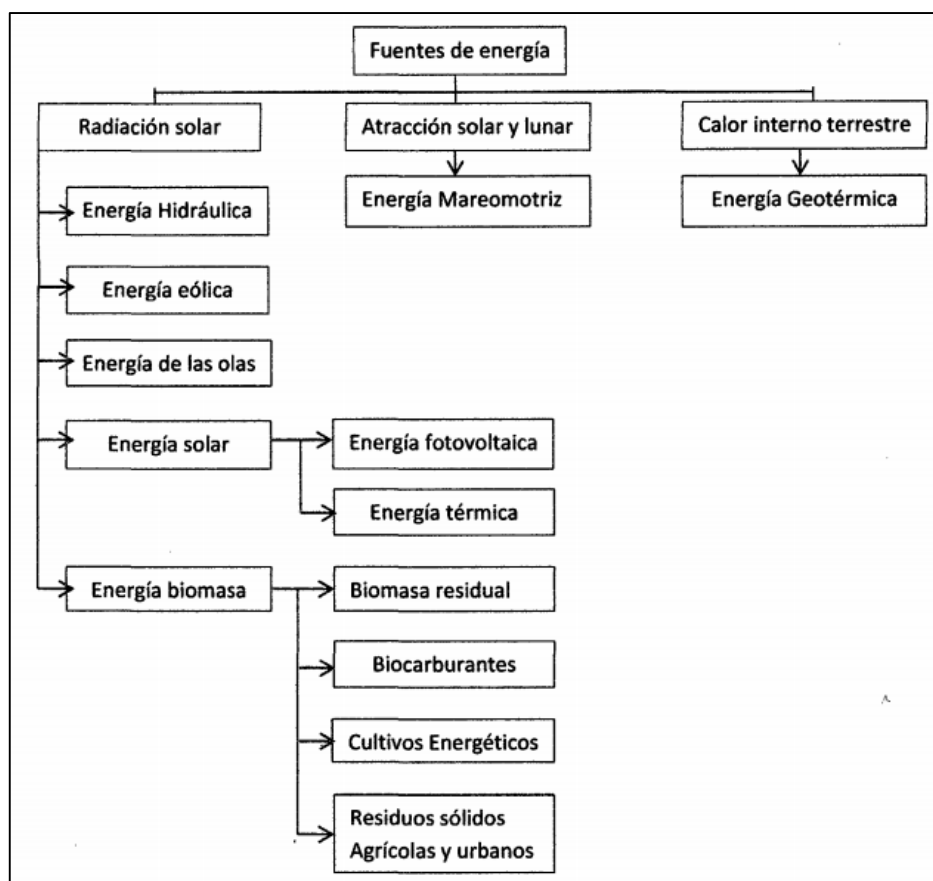 Fuentes de energía
Radiación solar
Atracción solar y lunar
Calor interno terrestre
Energía Hidráulica
Energía Mareomotriz
Energía Geotérmica
Energía eólica
Energía de las olas
Energía solar
Energía fotovoltaica
Energía térmica
Energía biomasa
Biomasa residual
Biocarburantes
Cultivos Energéticos
Residuos sólidos
Agrícolas y urbanos